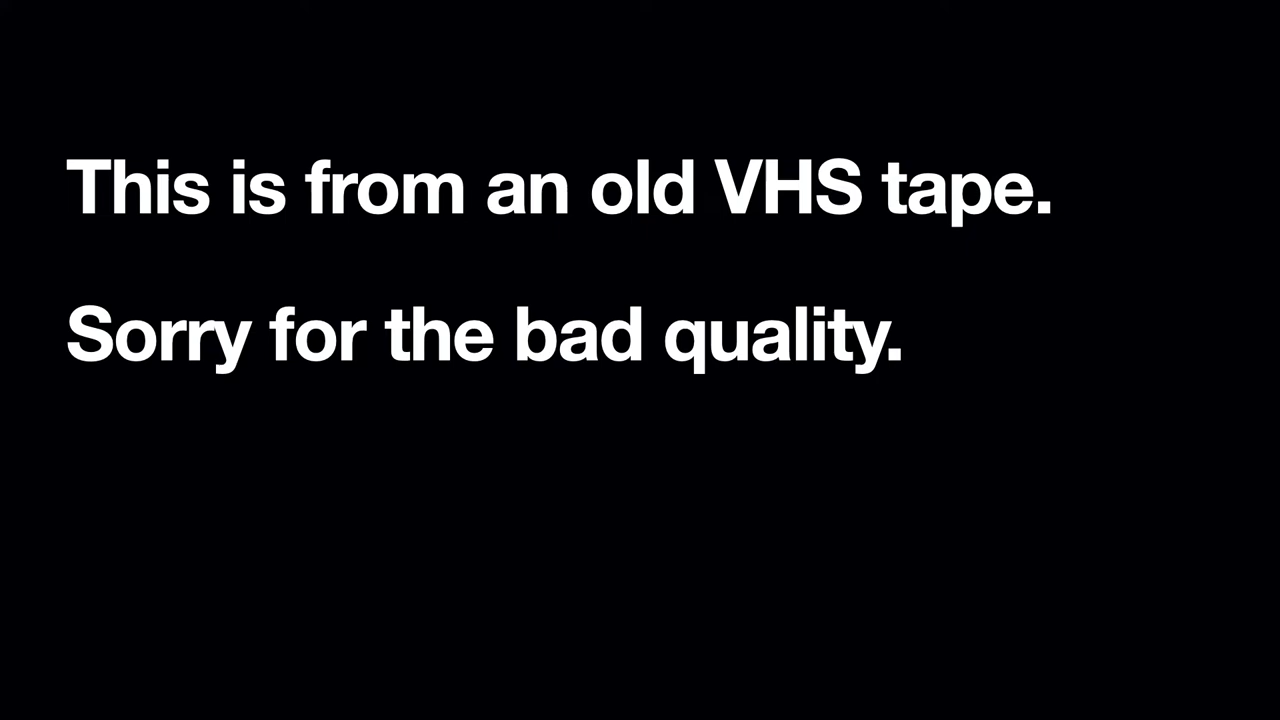 This is from an old VHS tape.
Sorry for the bad quality.